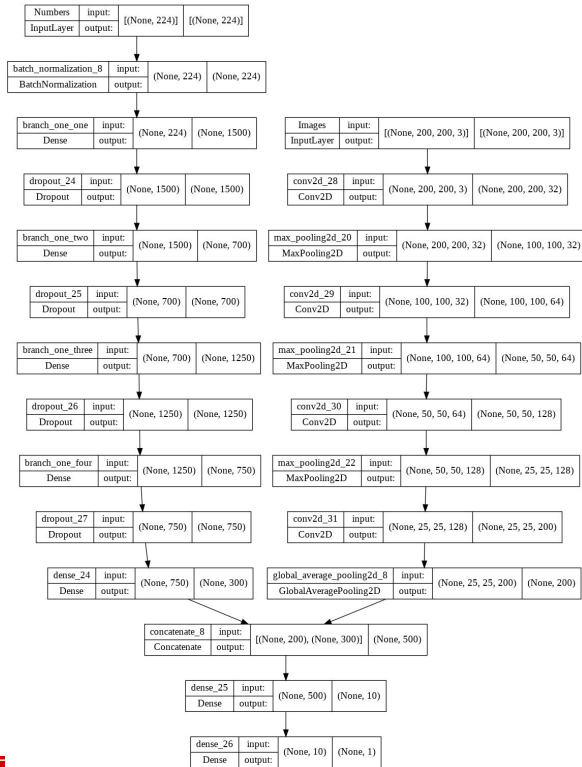 Numbers input: [(None, 224)] [(None, 224)]
InputLayer output:
batch_normalization_8 input: (None, 224) (None, 224)
BatchNormalization output:
branch_one_one input: (None, 224) (None, 1500)
Dense output:
Images input: [(None, 200, 200, 3)] [(None, 200, 200, 3)]
InputLayer output:
dropout_24 input: (None, 1500) (None, 1500)
Dropout output:
conv2d_28 input: (None, 200, 200, 3) (None, 200, 200, 32)
Conv2D output:
branch_one_two input: (None, 1500) (None, 700)
Dense output:
max_pooling2d_20 input: (None, 200, 200, 32) (None, 100, 100, 32)
MaxPooling2D output:
dropout_25 input: (None, 700) (None, 700)
Dropout output:
conv2d_29 input: (None, 100, 100, 32) (None, 100, 100, 64)
Conv2D output:
branch_one_three input: (None, 700) (None, 1250)
Dense output:
max_pooling2d_21 input: (None, 100, 100, 64) (None, 50, 50, 64)
MaxPooling2D output:
dropout_26 input: (None, 1250) (None, 1250)
Dropout output:
conv2d_30 input: (None, 50, 50, 64) (None, 50, 50, 128)
Conv2D output:
branch_one_four input: (None, 1250) (None, 750)
Dense output:
max_pooling2d_22 input: (None, 50, 50, 128) (None, 25, 25, 128)
MaxPooling2D output:
dropout_27 input: (None, 750) (None, 750)
Dropout output:
conv2d_31 input: (None, 25, 25, 128) (None, 25, 25, 200)
Conv2D output:
dense_24 input: (None, 750) (None, 300)
Dense output:
global_average_pooling2d_8 input: (None, 25, 25, 200) (None, 200)
GlobalAveragePooling2D output:
concatenate_8 input: [(None, 200), (None, 300)] (None, 500)
Concatenate output:
dense_25 input: (None, 500) (None, 10)
Dense output:
dense_26 input: (None, 10) (None, 1)
Dense output: